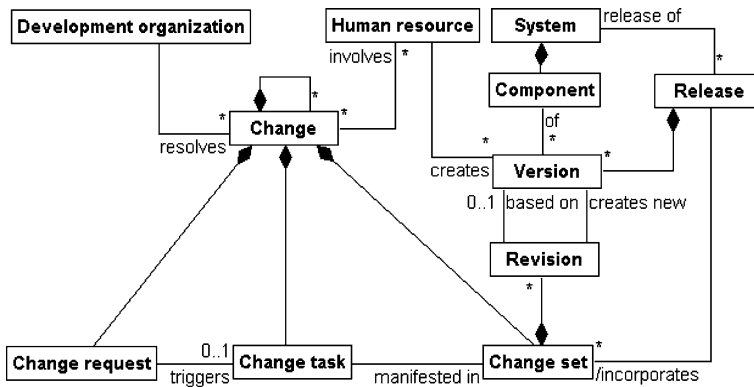 Development organization
Human resource
System
release of
involves
*
*
Component
Release
*
*
*
Change
of
*
resolves
*
creates
Version
*
0..1
based on
creates new
Revision
*
0..1
*
Change request
triggers
Change task
manifested in
Change set
/incorporates